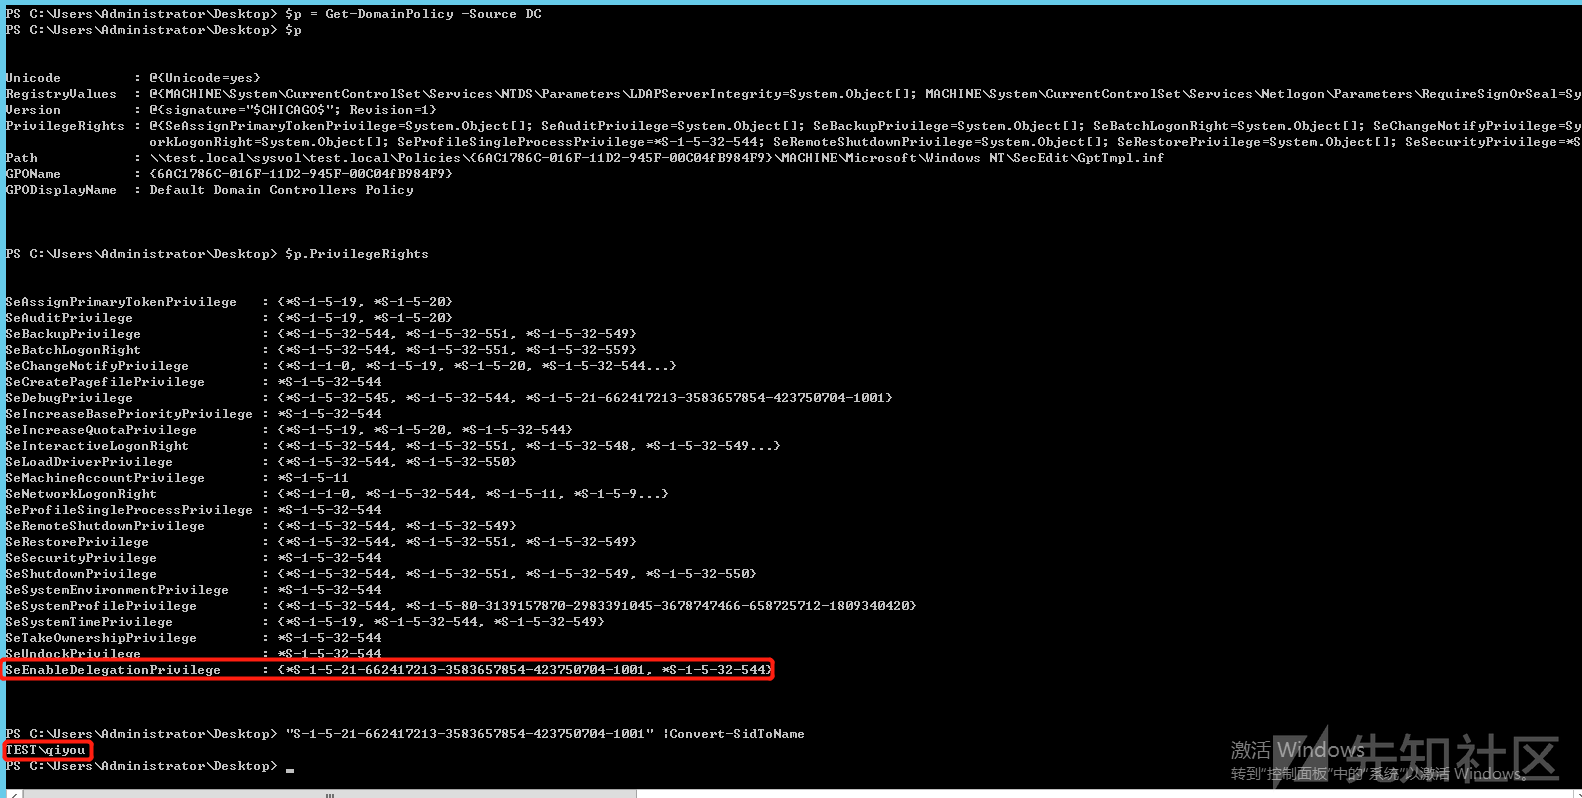 PS C:\Users\Administrator\Desktop> $p = Get-DomainPolicy -Source DC
PS C:\Users\Administrator\Desktop> $p
Unicode : @{Unicode=yes}
RegistryValues : @{MACHINE\System\CurrentControlSet\Services\NTDS\Parameters\LDAPServerIntegrity=System.Object[]; MACHINE\System\CurrentControlSet\Services\Netlogon\Parameters\RequireSignOrSeal=Sy
Version : @{signature="$CHICAGO$"; Revision=1}
PrivilegeRights : @{SeAssignPrimaryTokenPrivilege=System.Object[]; SeAuditPrivilege=System.Object[]; SeBackupPrivilege=System.Object[]; SeBatchLogonRight=System.Object[]; SeChangeNotifyPrivilege=Sy
orkLogonRight=System.Object[]; SeProfileSingleProcessPrivilege=*S-1-5-32-544; SeRemoteShutdownPrivilege=System.Object[]; SeRestorePrivilege=System.Object[]; SeSecurityPrivilege=*S
Path : \\test.local\sysvol\test.local\Policies\{6AC1786C-016F-11D2-945F-00C04fB984F9}\MACHINE\Microsoft\Windows NT\SecEdit\GptTmpl.inf
GPOName : {6AC1786C-016F-11D2-945F-00C04fB984F9}
GPODisplayName : Default Domain Controllers Policy
PS C:\Users\Administrator\Desktop> $p.PrivilegeRights
SeAssignPrimaryTokenPrivilege : {*S-1-5-19, *S-1-5-20}
SeAuditPrivilege : {*S-1-5-19, *S-1-5-20}
SeBackupPrivilege : {*S-1-5-32-544, *S-1-5-32-551, *S-1-5-32-549}
SeBatchLogonRight : {*S-1-5-32-544, *S-1-5-32-551, *S-1-5-32-559}
SeChangeNotifyPrivilege : {*S-1-1-0, *S-1-5-19, *S-1-5-20, *S-1-5-32-544...}
SeCreatePagefilePrivilege : *S-1-5-32-544
SeDebugPrivilege : {*S-1-5-32-545, *S-1-5-32-544, *S-1-5-21-662417213-3583657854-423750704-1001}
SeIncreaseBasePriorityPrivilege : *S-1-5-32-544
SeIncreaseQuotaPrivilege : {*S-1-5-19, *S-1-5-20, *S-1-5-32-544}
SeInteractiveLogonRight : {*S-1-5-32-544, *S-1-5-32-551, *S-1-5-32-548, *S-1-5-32-549...}
SeLoadDriverPrivilege : {*S-1-5-32-544, *S-1-5-32-550}
SeMachineAccountPrivilege : *S-1-5-11
SeNetworkLogonRight : {*S-1-1-0, *S-1-5-32-544, *S-1-5-11, *S-1-5-9...}
SeProfileSingleProcessPrivilege : *S-1-5-32-544
SeRemoteShutdownPrivilege : {*S-1-5-32-544, *S-1-5-32-549}
SeRestorePrivilege : {*S-1-5-32-544, *S-1-5-32-551, *S-1-5-32-549}
SeSecurityPrivilege : *S-1-5-32-544
SeShutdownPrivilege : {*S-1-5-32-544, *S-1-5-32-551, *S-1-5-32-549, *S-1-5-32-550}
SeSystemEnvironmentPrivilege : *S-1-5-32-544
SeSystemProfilePrivilege : {*S-1-5-32-544, *S-1-5-80-3139157870-2983391045-3678747466-658725712-1809340420}
SeSystemTimePrivilege : {*S-1-5-19, *S-1-5-32-544, *S-1-5-32-549}
SeTakeOwnershipPrivilege : *S-1-5-32-544
SeUndockPrivilege : *S-1-5-32-544
SeEnableDelegationPrivilege : {*S-1-5-21-662417213-3583657854-423750704-1001, *S-1-5-32-544}
PS C:\Users\Administrator\Desktop> "S-1-5-21-662417213-3583657854-423750704-1001" |Convert-SidToName
TEST\qiyou
PS C:\Users\Administrator\Desktop> _
激活 Windows
转到"控制面板"中的"系统"以激活 Windows。
先知社区